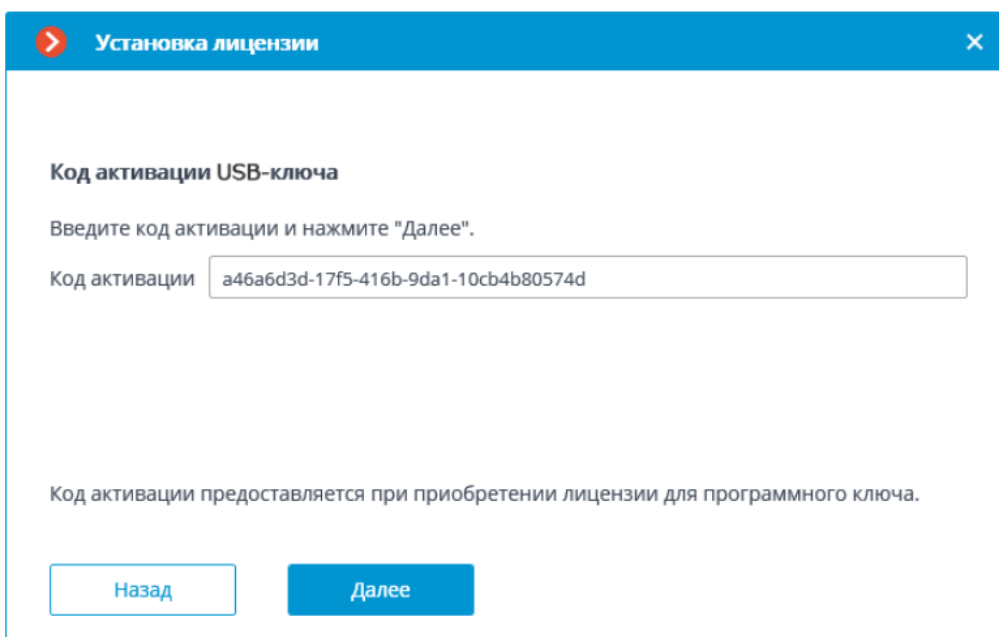 Установка лицензии
Код активации USB-ключа
Введите код активации и нажмите "Далее".
Код активации a46a6d3d-17f5-416b-9da1-10cb4b80574d
Код активации предоставляется при приобретении лицензии для программного ключа.
Назад Далее